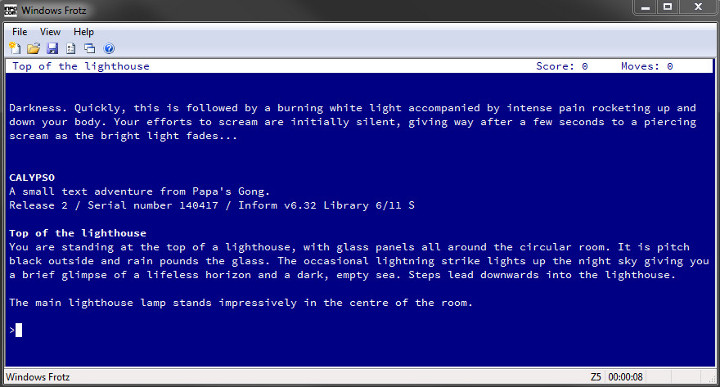 Windows Frotz
File View Help
Top of the lighthouse Score: 0 Moves: 0
Darkness. Quickly, this is followed by a burning white light accompanied by intense pain rocketing up and
down your body. Your efforts to scream are initially silent, giving way after a few seconds to a piercing
scream as the bright light fades...
CALYPSO
A small text adventure from Papa's Gong.
Release 2 / Serial number 140417 / Inform v6.32 Library 6/11 S
Top of the lighthouse
You are standing at the top of a lighthouse, with glass panels all around the circular room. It is pitch
black outside and rain pounds the glass. The occasional lightning strike lights up the night sky giving you
a brief glimpse of a lifeless horizon and a dark, empty sea. Steps lead downwards into the lighthouse.
The main lighthouse lamp stands impressively in the centre of the room.
>
Windows Frotz Z5 00:00:08